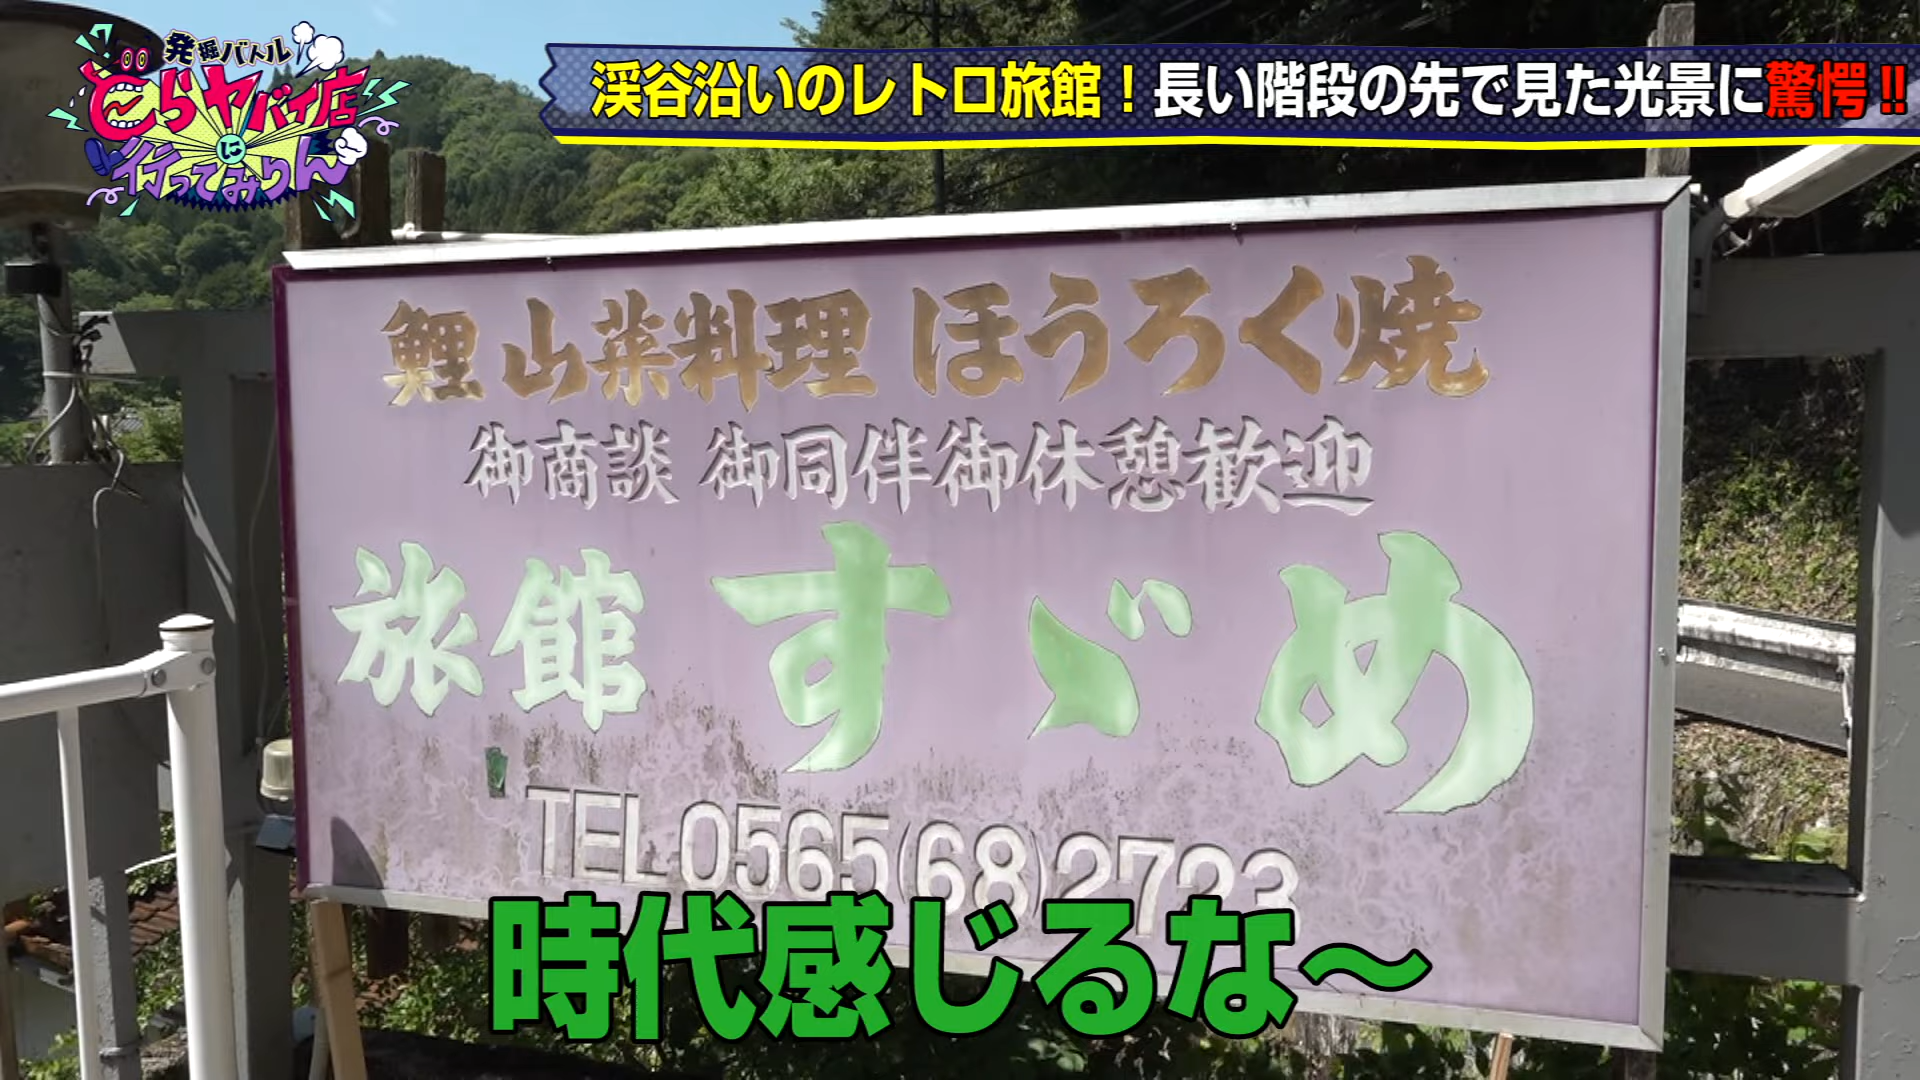 発掘バトル
どらヤバイ店
に
行ってみりん
渓谷沿いのレトロ旅館！長い階段の先で見た光景に驚愕‼
鯉 山菜料理 ほうろく焼
御商談 御同伴御休憩歓迎
旅館 すゞめ
TEL 0565(68)2723
時代感じるな～